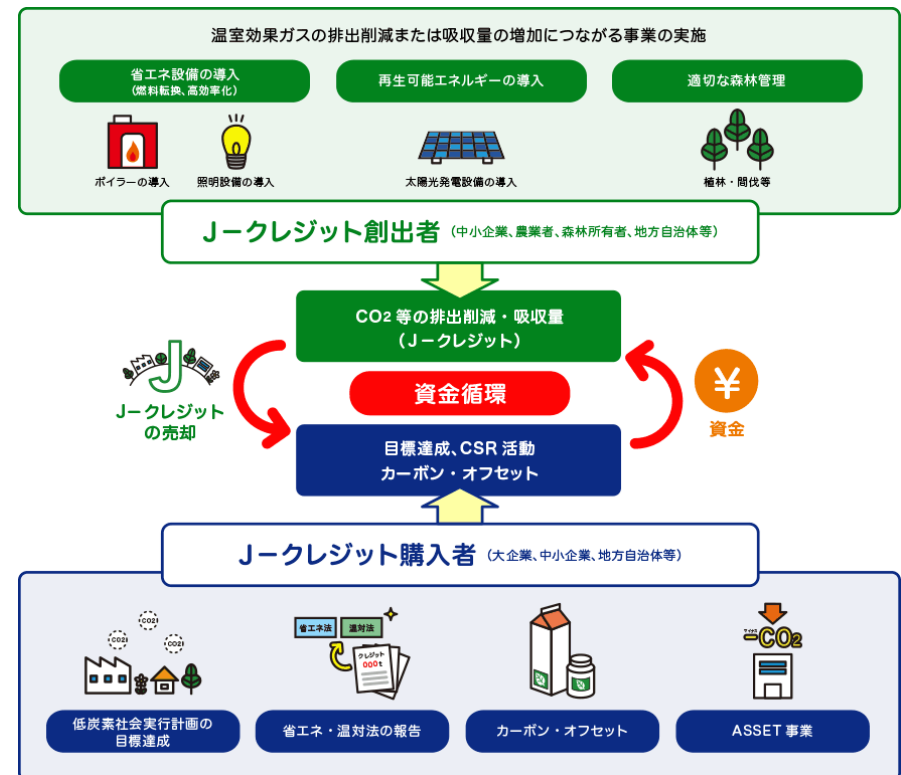 温室効果ガスの排出削減または吸収量の増加につながる事業の実施
省エネ設備の導入
(燃料転換、高効率化)
再生可能エネルギーの導入
適切な森林管理
ボイラーの導入
照明設備の導入
太陽光発電設備の導入
植林・間伐等
Jークレジット創出者(中小企業、農業者、森林所有者、地方自治体等)
CO2 等の排出削減・吸収量
(Jークレジット)
J
Jークレジット
の売却
資金循環
¥
資金
目標達成、CSR 活動
カーボン・オフセット
Jークレジット購入者(大企業、中小企業、地方自治体等)
CO2
CO2
CO2
省エネ法
温対法
クレジット
000t
マイナス
-CO2
低炭素社会実行計画の
目標達成
省エネ・温対法の報告
カーボン・オフセット
ASSET 事業